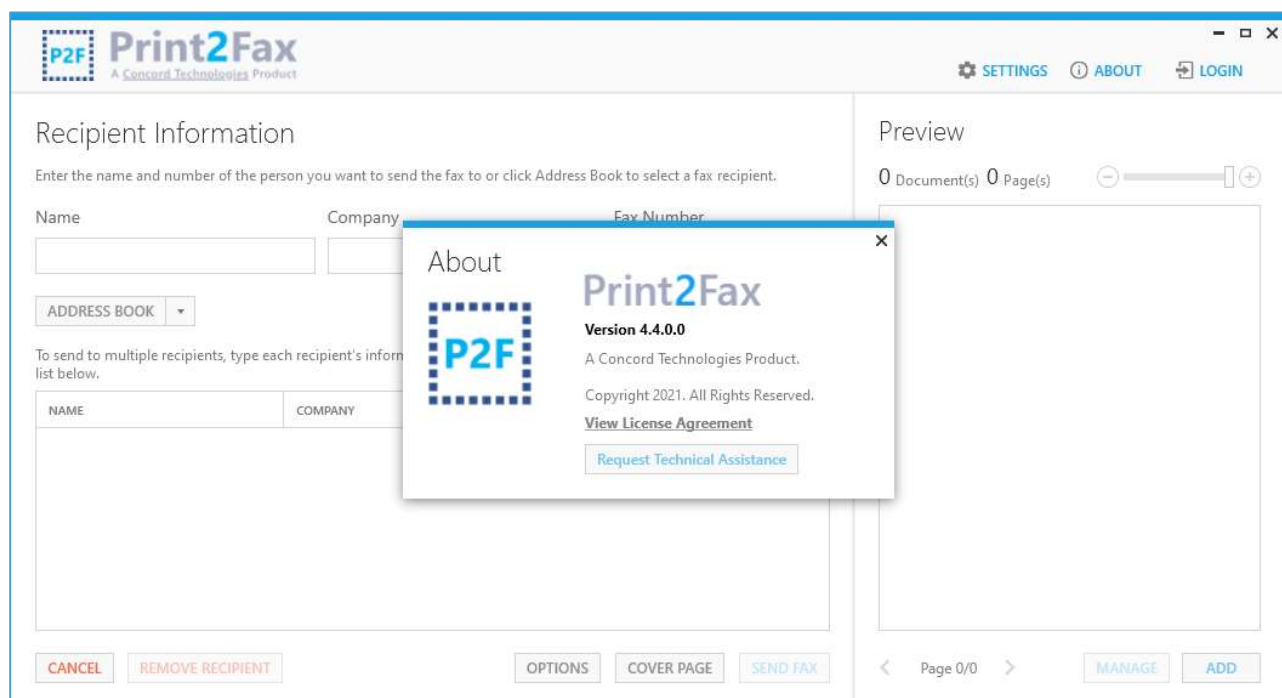 P2F
Print2Fax
A Concord Technologies Product
SETTINGS
ABOUT
LOGIN
Recipient Information
Enter the name and number of the person you want to send the fax to or click Address Book to select a fax recipient.
Name
Company
Fax Number
ADDRESS BOOK
To send to multiple recipients, type each recipient's inform
list below.
NAME
COMPANY
CANCEL
REMOVE RECIPIENT
OPTIONS
COVER PAGE
SEND FAX
Preview
0 Document(s) 0 Page(s)
Page 0/0
MANAGE
ADD
About
P2F
Print2Fax
Version 4.4.0.0
A Concord Technologies Product.
Copyright 2021. All Rights Reserved.
View License Agreement
Request Technical Assistance